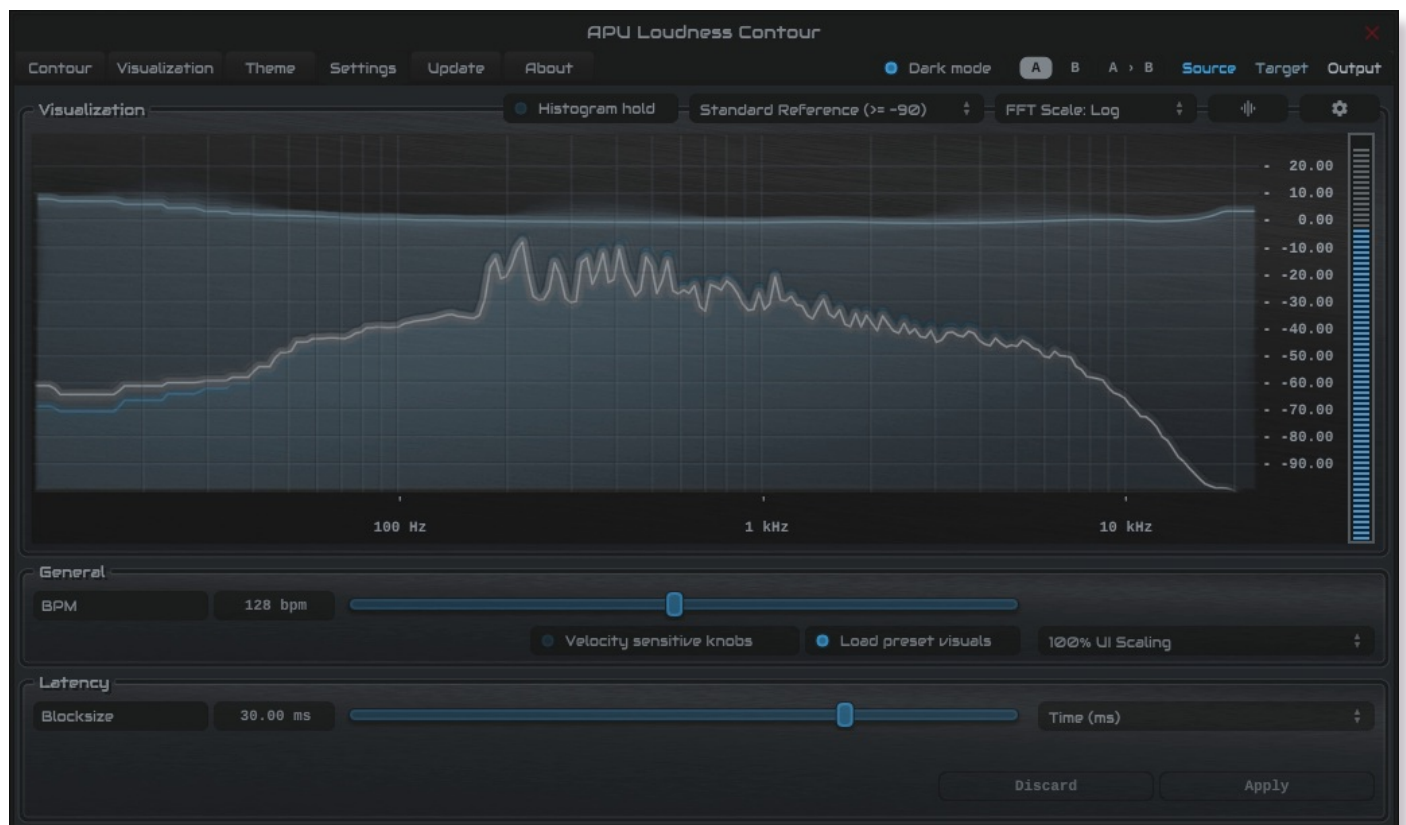 APU Loudness Contour
Contour Visualization Theme Settings Update About Dark mode A B A > B Source Target Output
Visualization Histogram hold Standard Reference (>= -90) FFT Scale: Log
20.00
10.00
0.00
-10.00
-20.00
-30.00
-40.00
-50.00
-60.00
-70.00
-80.00
-90.00
100 Hz 1 kHz 10 kHz
General
BPM 128 bpm
Velocity sensitive knobs Load preset visuals 100% UI Scaling
Latency
Blocksize 30.00 ms Time (ms)
Discard Apply